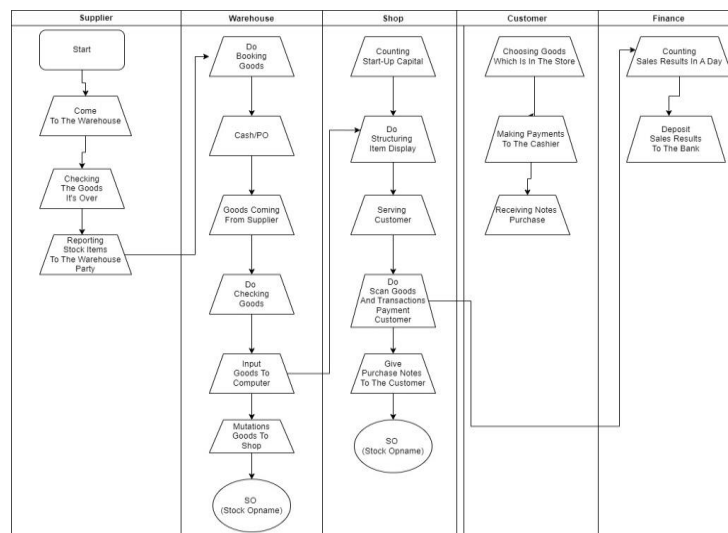 Supplier
Warehouse
Shop
Customer
Finance
Start
Come
To The Warehouse
Checking
The Goods
It's Over
Reporting
Stock Items
To The Warehouse
Party
Do
Booking
Goods
Cash/PO
Goods Coming
From Supplier
Do
Checking
Goods
Input
Goods To
Computer
Mutations
Goods To
Shop
SO
(Stock Opname)
Counting
Start-Up Capital
Do
Structuring
Item Display
Serving
Customer
Do
Scan Goods
And Transactions
Payment
Customer
Give
Purchase Notes
To The Customer
SO
(Stock Opname)
Choosing Goods
Which Is In The Store
Making Payments
To The Cashier
Receiving Notes
Purchase
Counting
Sales Results In A Day
Deposit
Sales Results
To The Bank